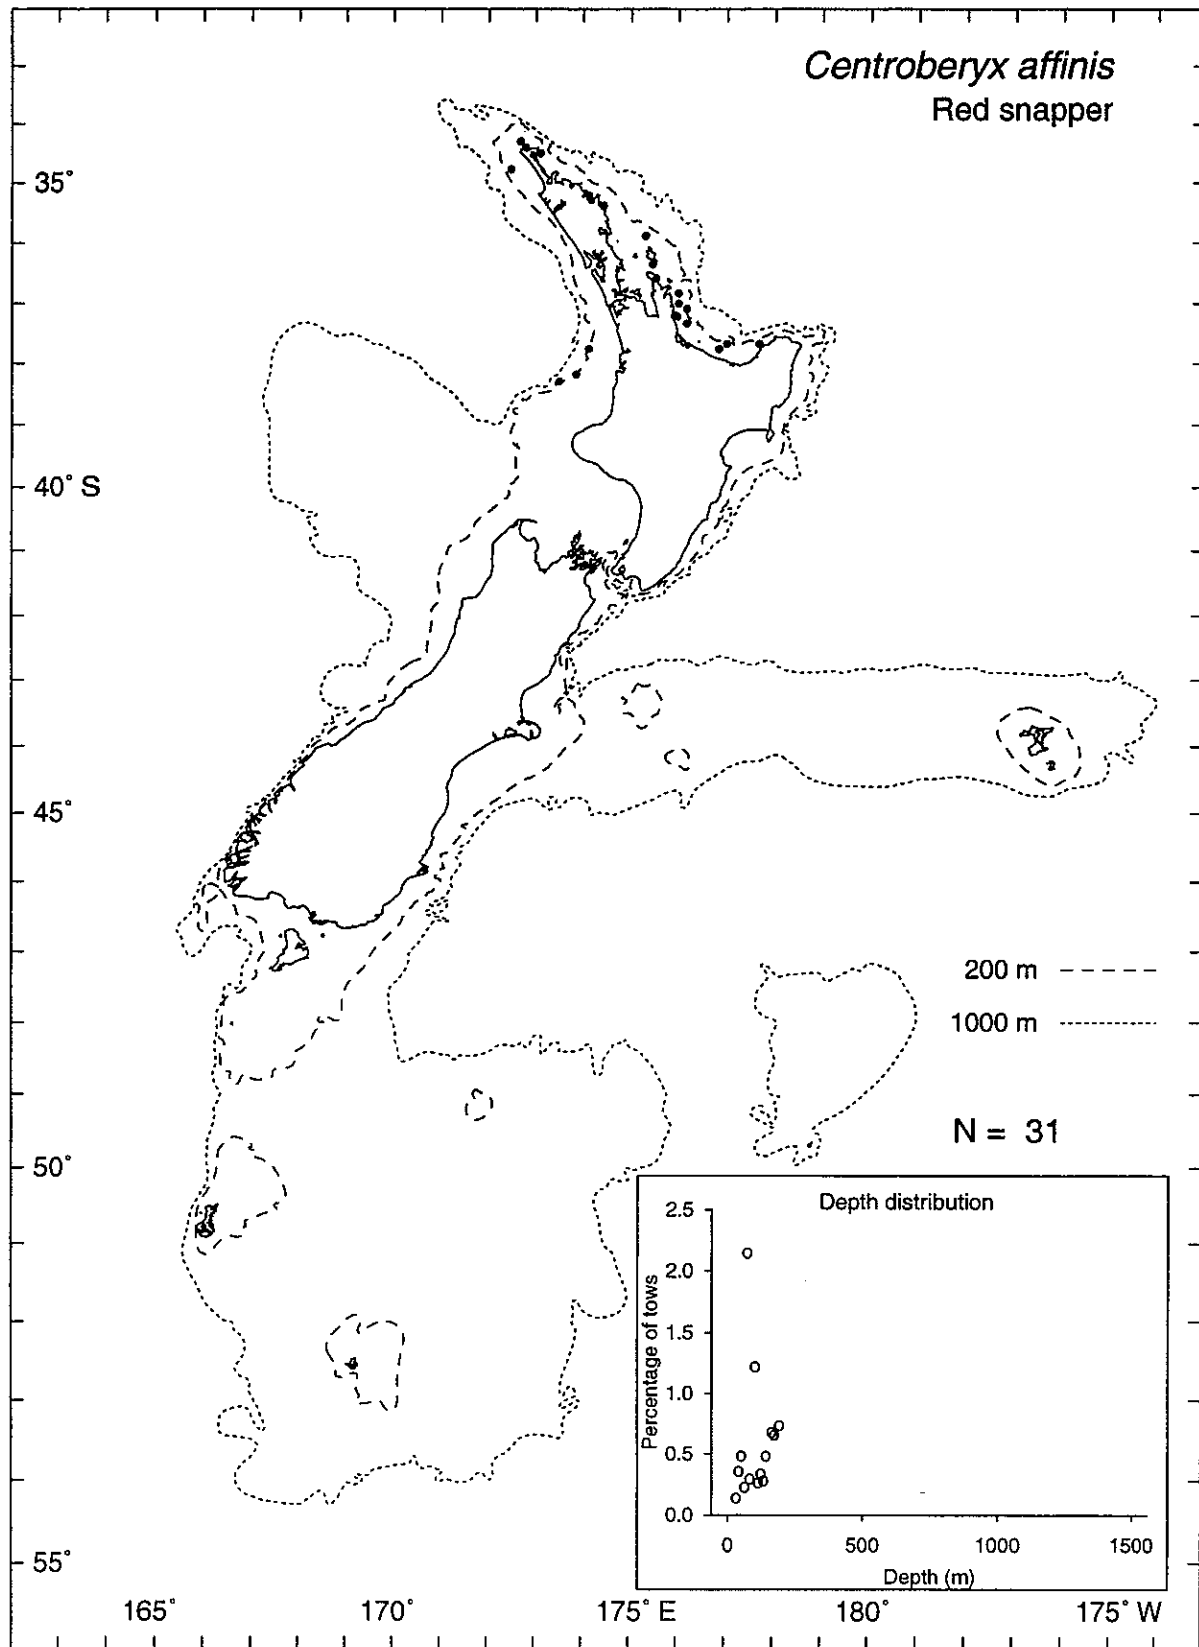 Centroberyx affinis
Red snapper
35°
40° S
45°
200 m
1000 m
50°
N = 31
Depth distribution
2.5
2.0
1.5
1.0
0.5
0.0
Percentage of tows
0 500 1000 1500
Depth (m)
55°
165° 170° 175° E 180° 175° W